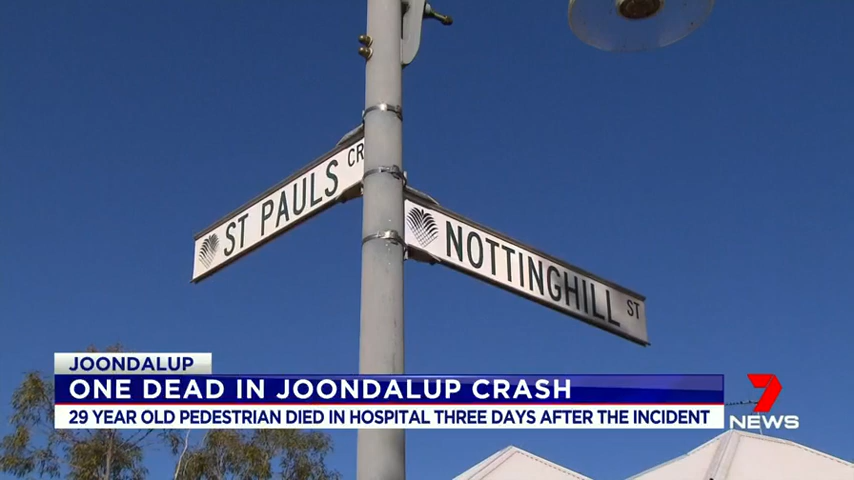 ST PAULS CR
NOTTINGHILL ST
JOONDALUP
ONE DEAD IN JOONDALUP CRASH
29 YEAR OLD PEDESTRIAN DIED IN HOSPITAL THREE DAYS AFTER THE INCIDENT
7
NEWS